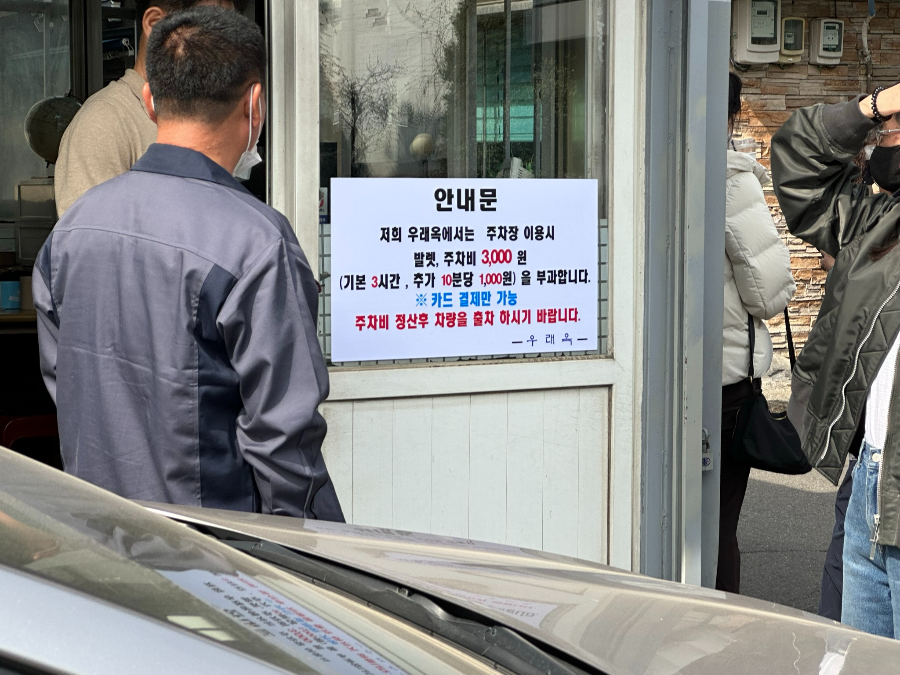 안내문
저희 우래옥에서는 주차장 이용시
발렛, 주차비 3,000 원
(기본 3시간 , 추가 10분당 1,000원) 을 부과합니다.
※ 카드 결제만 가능
주차비 정산후 차량을 출차 하시기 바랍니다.
— 우 래 옥 —